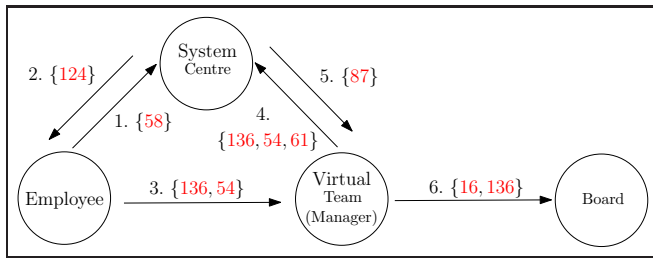 System
Centre
2. {124}
5. {87}
1. {58}
4.
{136, 54, 61}
Employee
3. {136, 54}
Virtual
Team
(Manager)
6. {16, 136}
Board